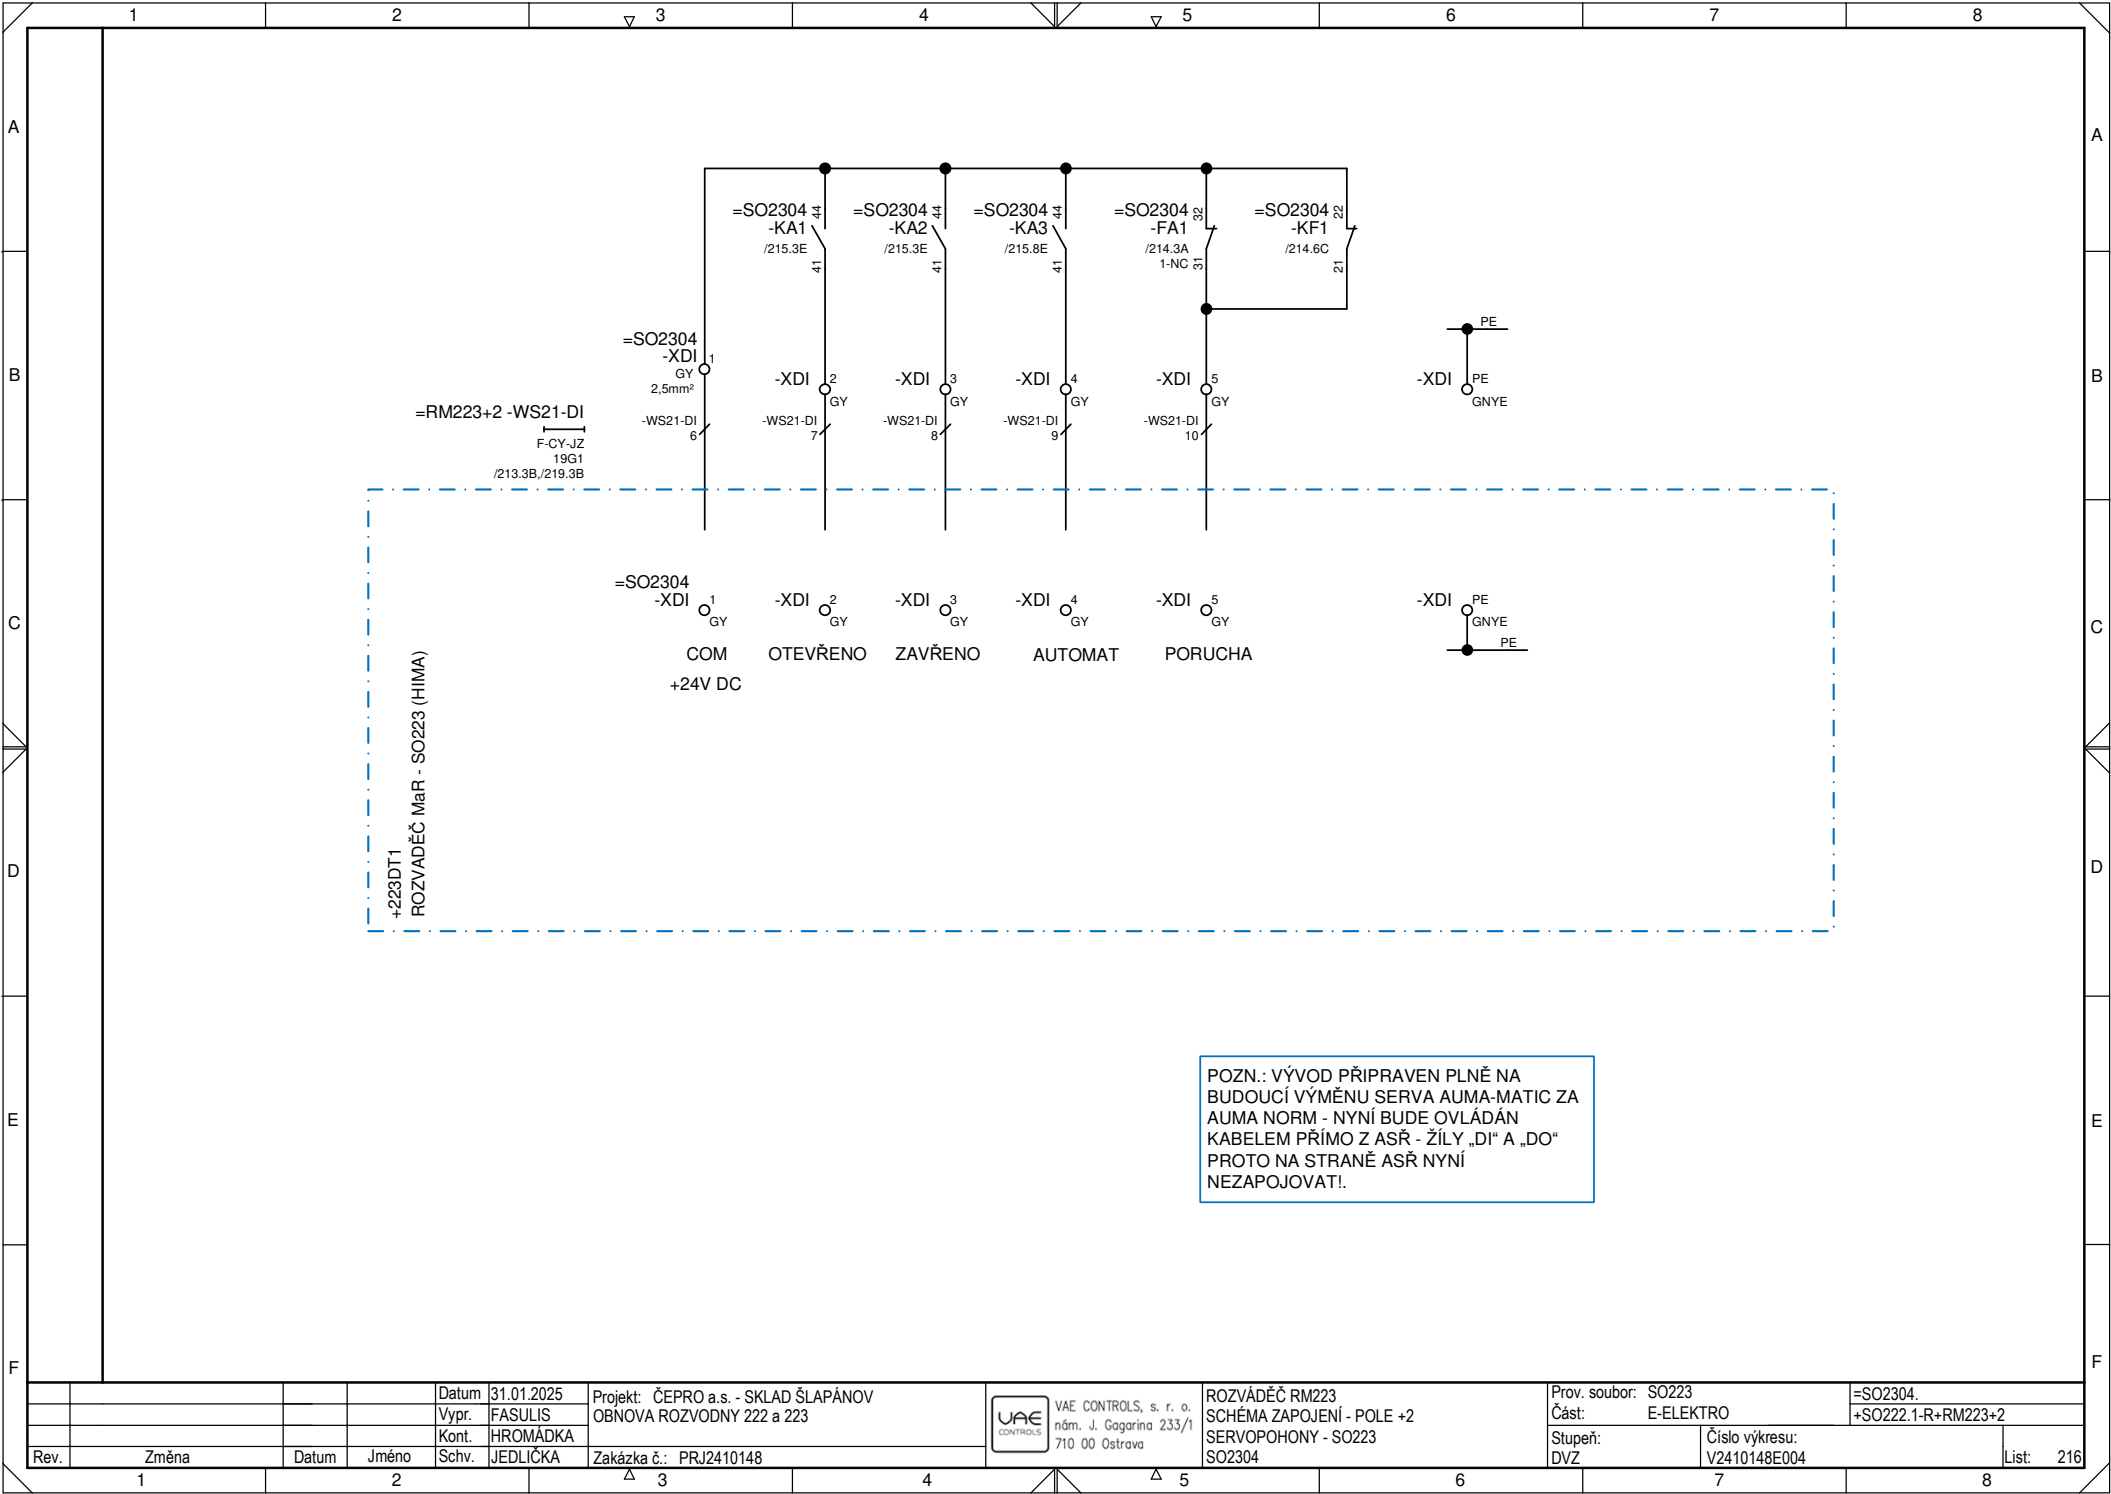 1 2 3 4 5 6 7 8
A A
=SO2304 44 =SO2304 44 =SO2304 44 =SO2304 32 =SO2304 22
-KA1 -KA2 -KA3 -FA1 -KF1
/215.3E /215.3E /215.8E /214.3A /214.6C
41 41 41 1-NC 31 21
PE
=SO2304
-XDI 1
GY
2,5mm²
B B
-XDI 2 -XDI 3 -XDI 4 -XDI 5 -XDI PE
GY GY GY GY GNYE
=RM223+2 -WS21-DI
F-CY-JZ
19G1
/213.3B,/219.3B
-WS21-DI -WS21-DI -WS21-DI -WS21-DI -WS21-DI
6 7 8 9 10
=SO2304
-XDI 1 -XDI 2 -XDI 3 -XDI 4 -XDI 5 -XDI PE
GY GY GY GY GY GNYE
C C
PE
COM OTEVŘENO ZAVŘENO AUTOMAT PORUCHA
+24V DC
+223DT1
ROZVADĚČ MaR - SO223 (HIMA)
D D
POZN.: VÝVOD PŘIPRAVEN PLNĚ NA
BUDOUCÍ VÝMĚNU SERVA AUMA-MATIC ZA
AUMA NORM - NYNÍ BUDE OVLÁDÁN
KABELEM PŘÍMO Z ASŘ - ŽÍLY „DI“ A „DO“
PROTO NA STRANĚ ASŘ NYNÍ
NEZAPOJOVAT!.
E E
F F
Datum 31.01.2025
Vypr. FASULIS
Kont. HROMÁDKA
Rev. Změna Datum Jméno Schv. JEDLIČKA
Projekt: ČEPRO a.s. - SKLAD ŠLAPÁNOV
OBNOVA ROZVODNY 222 a 223
Zakázka č.: PRJ2410148
VAE
CONTROLS
VAE CONTROLS, s. r. o.
nám. J. Gagarina 233/1
710 00 Ostrava
ROZVÁDĚČ RM223
SCHÉMA ZAPOJENÍ - POLE +2
SERVOPOHONY - SO223
SO2304
Prov. soubor: SO223
Část: E-ELEKTRO
Stupeň:
DVZ
Číslo výkresu:
V2410148E004
=SO2304.
+SO222.1-R+RM223+2
List: 216
1 2 3 4 5 6 7 8